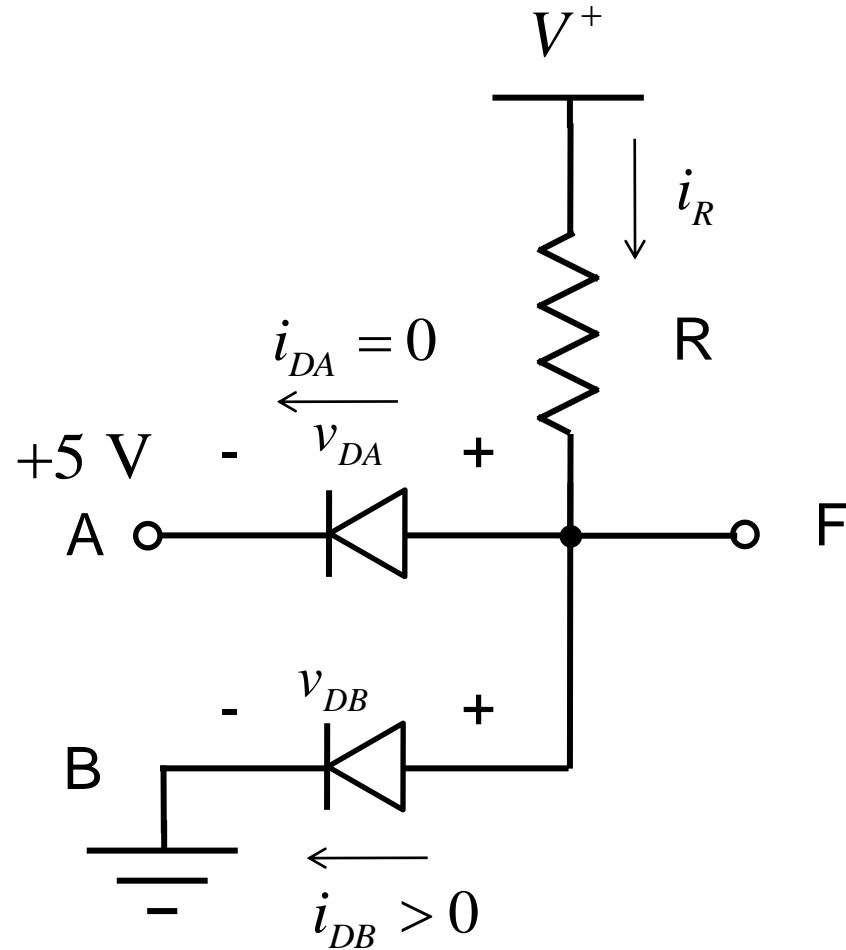 V⁺
i_R
R
i_DA = 0
+5 V - v_DA +
A F
v_DB
- +
B
i_DB > 0